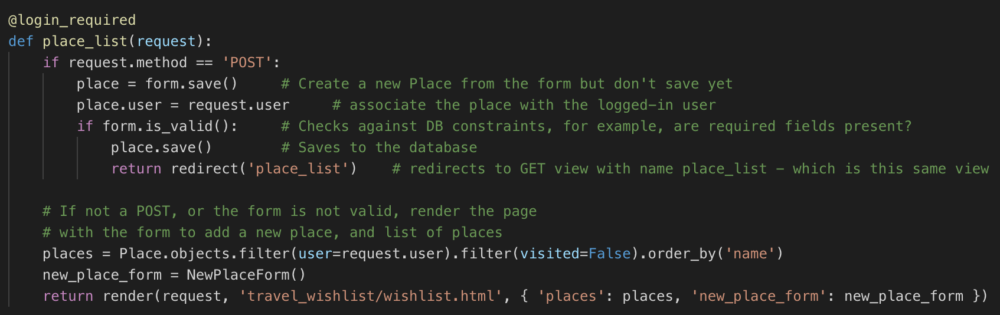 @login_required
def place_list(request):
    if request.method == 'POST':
        place = form.save()     # Create a new Place from the form but don't save yet
        place.user = request.user     # associate the place with the logged-in user
        if form.is_valid():     # Checks against DB constraints, for example, are required fields present?
            place.save()        # Saves to the database
            return redirect('place_list')    # redirects to GET view with name place_list - which is this same view

    # If not a POST, or the form is not valid, render the page
    # with the form to add a new place, and list of places
    places = Place.objects.filter(user=request.user).filter(visited=False).order_by('name')
    new_place_form = NewPlaceForm()
    return render(request, 'travel_wishlist/wishlist.html', { 'places': places, 'new_place_form': new_place_form })